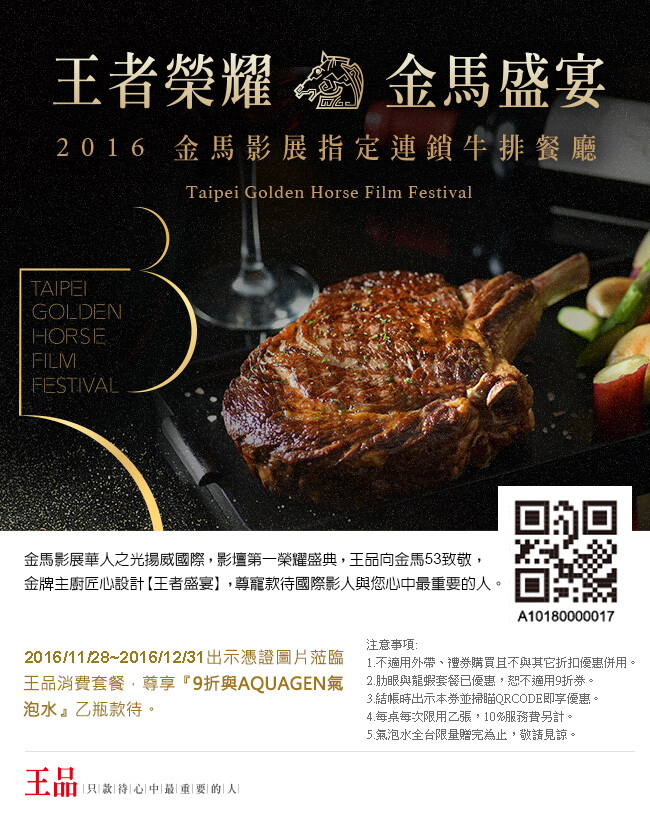 王者榮耀 金馬盛宴
2016 金馬影展指定連鎖牛排餐廳
Taipei Golden Horse Film Festival
TAIPEI
GOLDEN
HORSE
FILM
FESTIVAL
金馬影展華人之光揚威國際，影壇第一榮耀盛典，王品向金馬53致敬，
金牌主廚匠心設計【王者盛宴】，尊寵款待國際影人與您心中最重要的人。
A10180000017
2016/11/28~2016/12/31出示憑證圖片蒞臨
王品消費套餐．尊享『9折與AQUAGEN氣
泡水』乙瓶款待。
注意事項:
1.不適用外帶、禮券購買且不與其它折扣優惠併用。
2.肋眼與龍蝦套餐已優惠，恕不適用9折券。
3.結帳時出示本券並掃瞄QRCODE即享優惠。
4.每桌每次限用乙張，10%服務費另計。
5.氣泡水全台限量贈完為止，敬請見諒。
王品 |只|款|待|心|中|最|重|要|的|人|